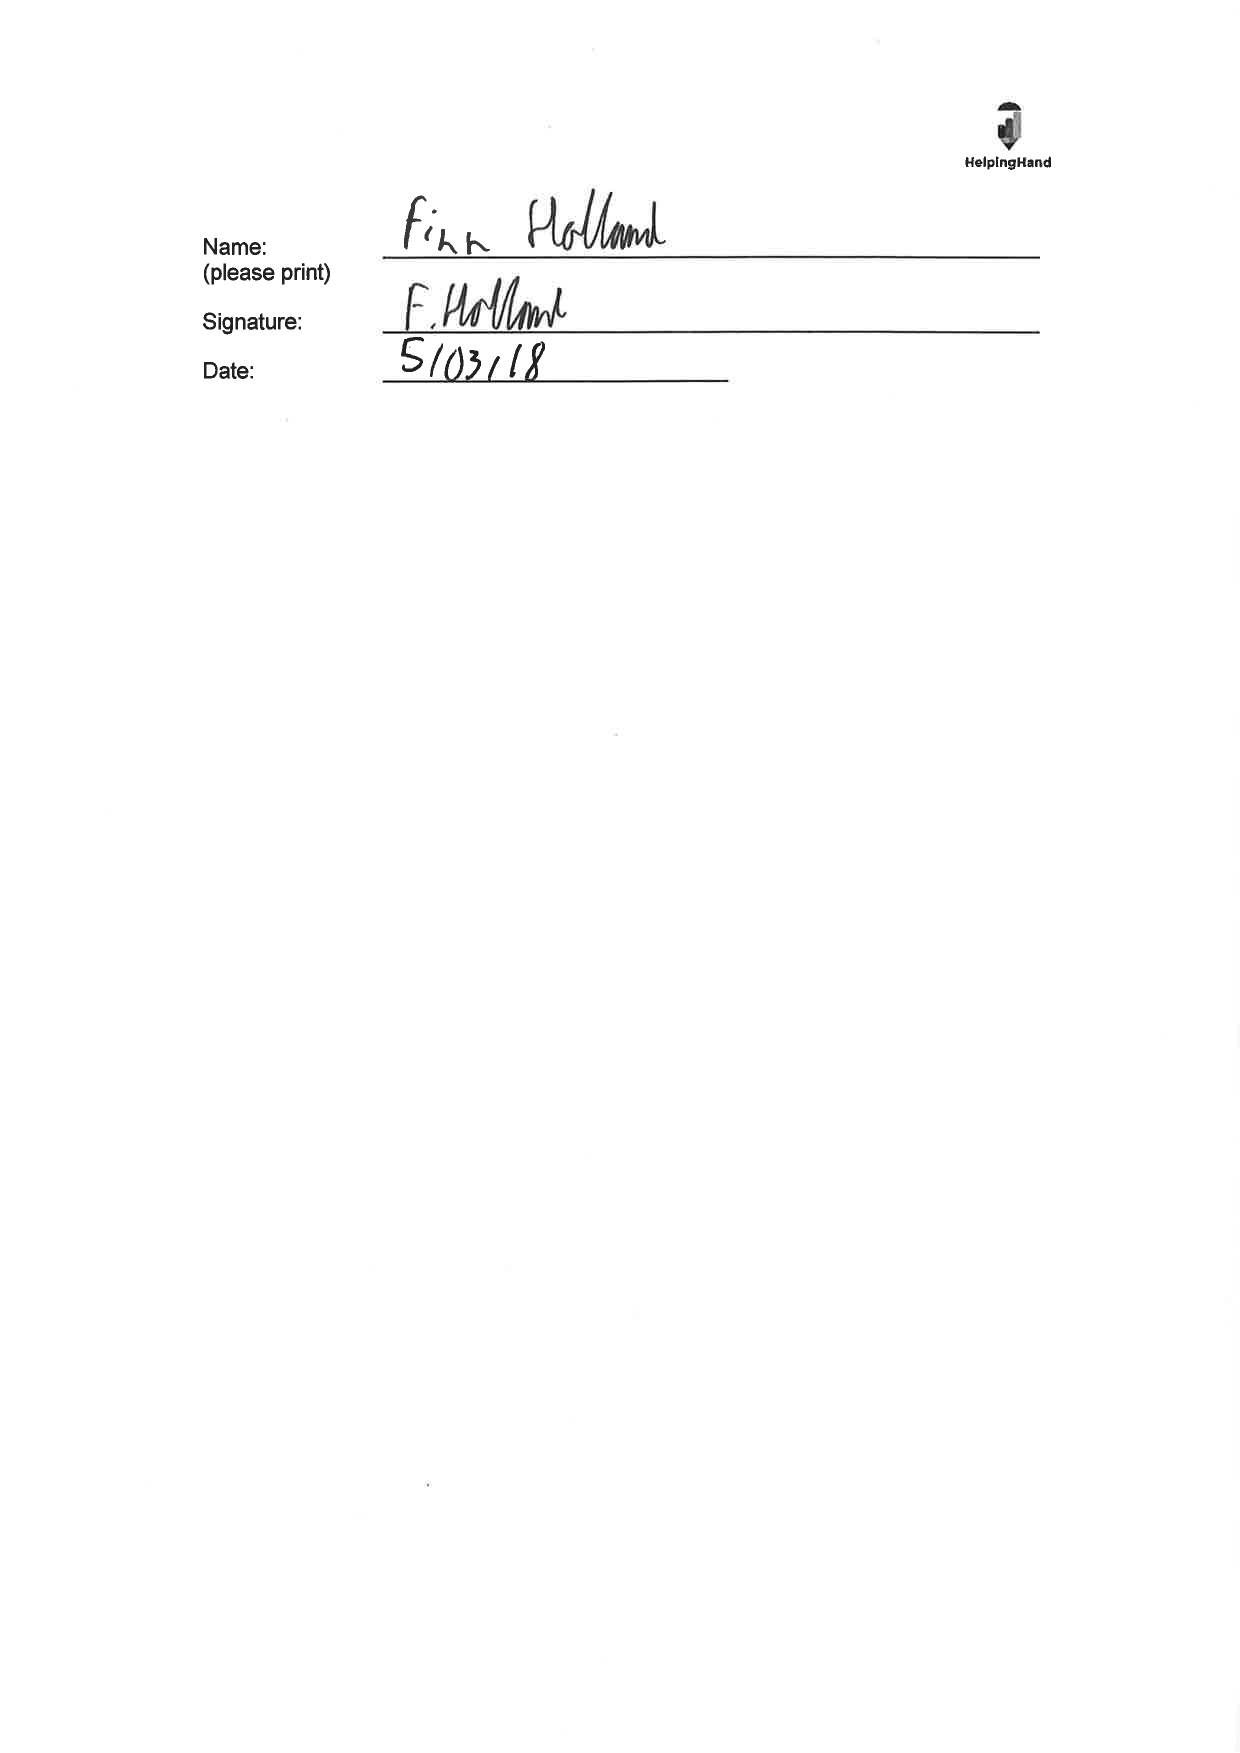 HelpingHand
Name: Finn Holland
(please print)
Signature: F. Holland
Date: 5/03/18